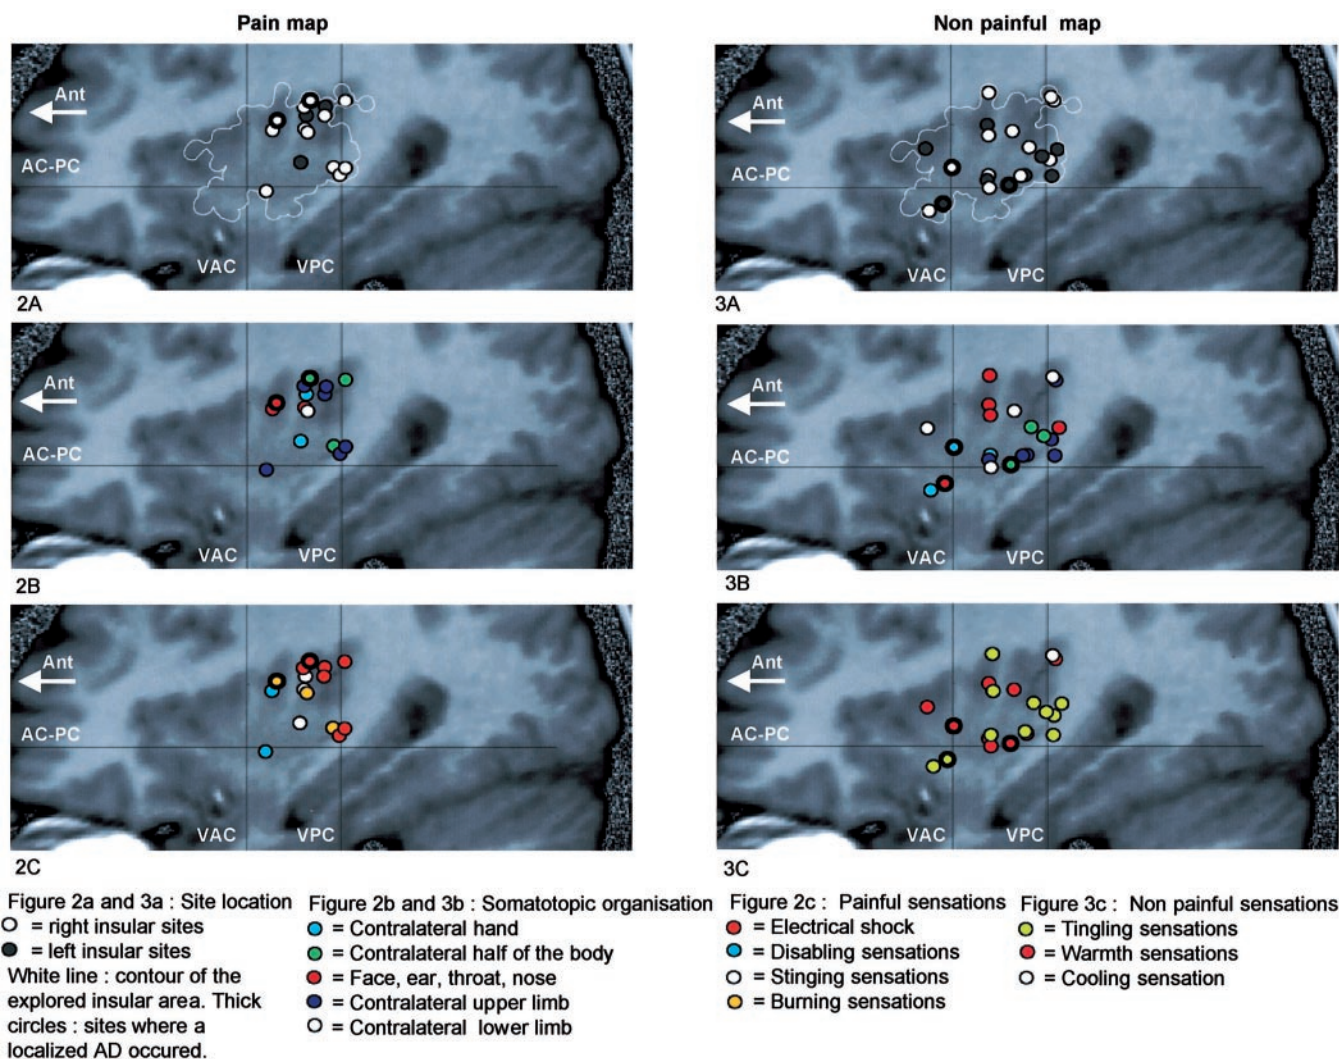 Pain map
Non painful map
Ant
AC-PC
VAC
VPC
2A
Ant
AC-PC
VAC
VPC
3A
Ant
AC-PC
VAC
VPC
2B
Ant
AC-PC
VAC
VPC
3B
Ant
AC-PC
VAC
VPC
2C
Ant
AC-PC
VAC
VPC
3C
Figure 2a and 3a : Site location
= right insular sites
= left insular sites
White line : contour of the
explored insular area. Thick
circles : sites where a
localized AD occured.
Figure 2b and 3b : Somatotopic organisation
= Contralateral hand
= Contralateral half of the body
= Face, ear, throat, nose
= Contralateral upper limb
= Contralateral lower limb
Figure 2c : Painful sensations
= Electrical shock
= Disabling sensations
= Stinging sensations
= Burning sensations
Figure 3c : Non painful sensations
= Tingling sensations
= Warmth sensations
= Cooling sensation